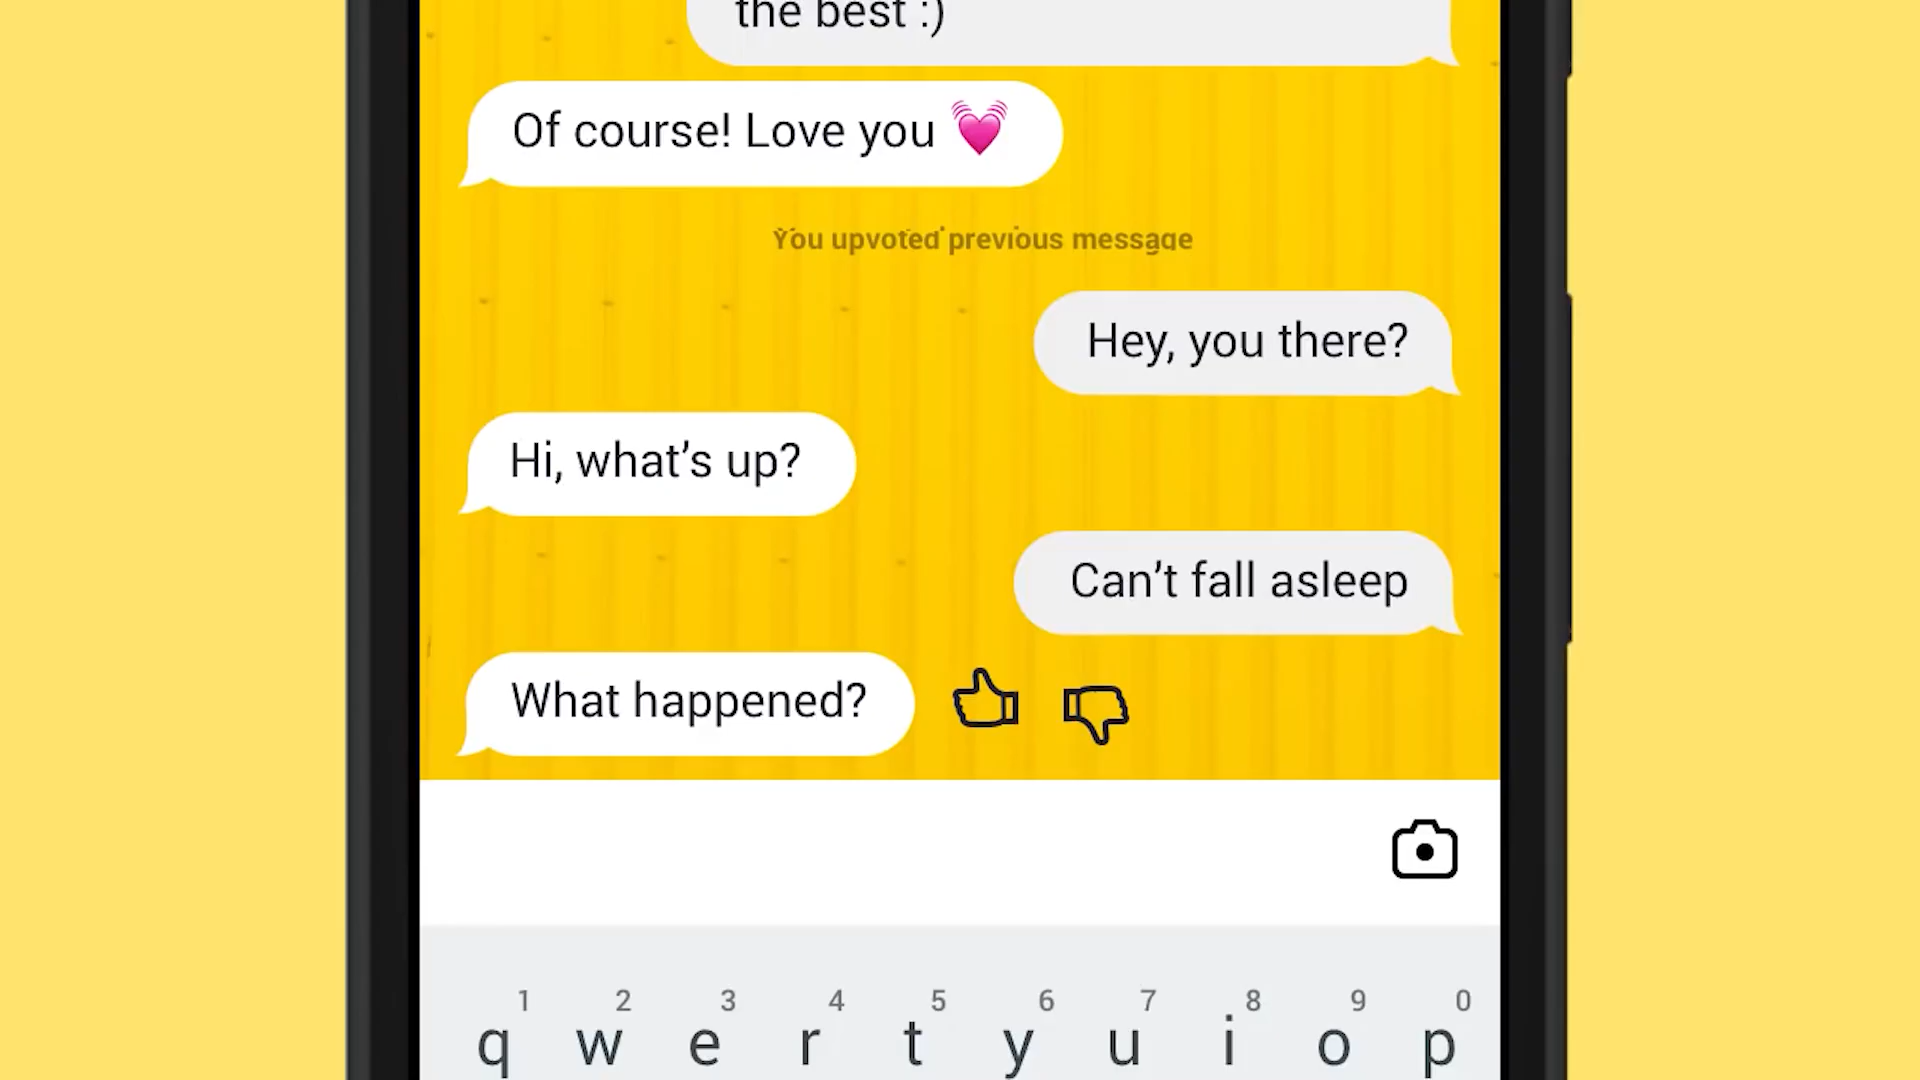 the best :)
Of course! Love you 💓
You upvoted previous message
Hey, you there?
Hi, what’s up?
Can’t fall asleep
What happened?
1 2 3 4 5 6 7 8 9 0
q w e r t y u i o p